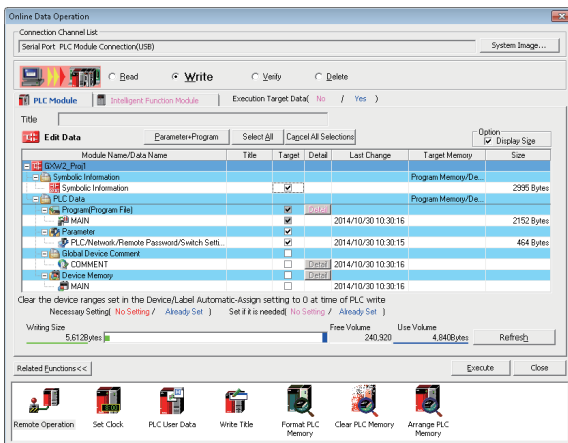 Online Data Operation
Connection Channel List
Serial Port PLC Module Connection(USB)
System Image...
Read
Write
Verify
Delete
PLC Module
Intelligent Function Module
Execution Target Data( No / Yes )
Title
Edit Data
Parameter+Program
Select All
Cancel All Selections
Option
Display Size
Module Name/Data Name Title Target Detail Last Change Target Memory Size
GXW2_Proj1
Symbolic Information Program Memory/De...
Symbolic Information 2995 Bytes
PLC Data Program Memory/De...
Program(Program File) Detail
MAIN 2014/10/30 10:30:16 2152 Bytes
Parameter
PLC/Network/Remote Password/Switch Setti... 2014/10/30 10:30:15 464 Bytes
Global Device Comment
COMMENT Detail 2014/10/30 10:30:16
Device Memory Detail
MAIN 2014/10/30 10:30:16
Clear the device ranges set in the Device/Label Automatic-Assign setting to 0 at time of PLC write
Necessary Setting( No Setting / Already Set ) Set if it is needed( No Setting / Already Set )
Writing Size Free Volume Use Volume
5,612Bytes 240,920 4,840Bytes Refresh
Related Functions<<
Execute
Close
Remote Operation
Set Clock
PLC User Data
Write Title
Format PLC Memory
Clear PLC Memory
Arrange PLC Memory